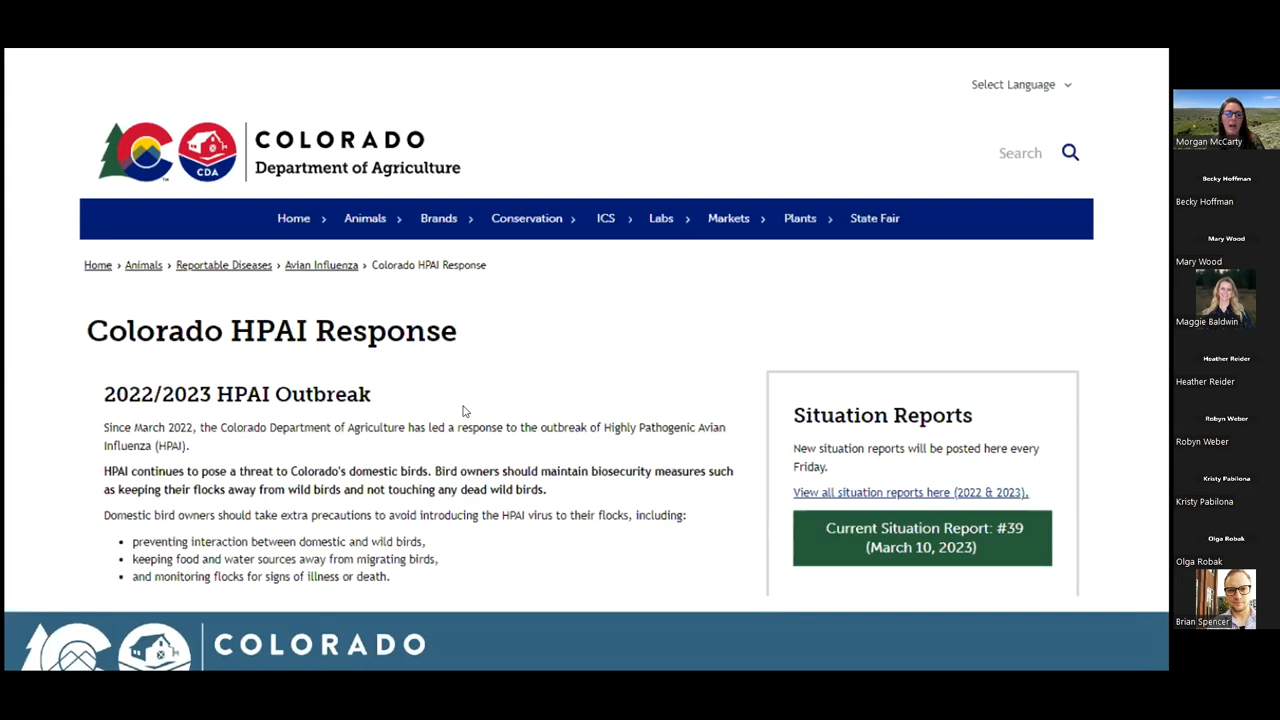 Select Language
CO
CDA
COLORADO
Department of Agriculture
Search
Home
Animals
Brands
Conservation
ICS
Labs
Markets
Plants
State Fair
Home › Animals › Reportable Diseases › Avian Influenza › Colorado HPAI Response
Colorado HPAI Response
2022/2023 HPAI Outbreak
Since March 2022, the Colorado Department of Agriculture has led a response to the outbreak of Highly Pathogenic Avian
Influenza (HPAI).
HPAI continues to pose a threat to Colorado's domestic birds. Bird owners should maintain biosecurity measures such
as keeping their flocks away from wild birds and not touching any dead wild birds.
Domestic bird owners should take extra precautions to avoid introducing the HPAI virus to their flocks, including:
• preventing interaction between domestic and wild birds,
• keeping food and water sources away from migrating birds,
• and monitoring flocks for signs of illness or death.
Situation Reports
New situation reports will be posted here every
Friday.
View all situation reports here (2022 & 2023).
Current Situation Report: #39
(March 10, 2023)
CO
COLORADO
Morgan McCarty
Becky Hoffman
Becky Hoffman
Mary Wood
Mary Wood
Maggie Baldwin
Heather Reider
Heather Reider
Robyn Weber
Robyn Weber
Kristy Pabilona
Kristy Pabilona
Olga Robak
Olga Robak
Brian Spencer